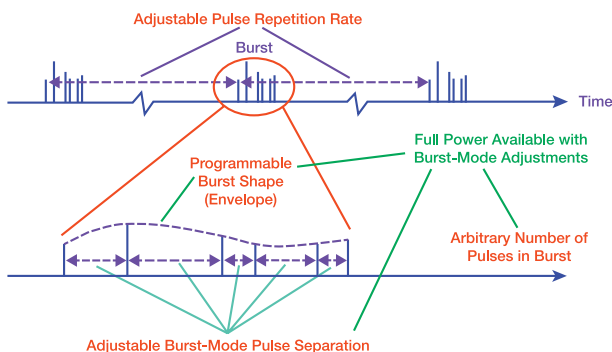 Adjustable Pulse Repetition Rate
Burst
Time
Full Power Available with
Burst-Mode Adjustments
Programmable
Burst Shape
(Envelope)
Arbitrary Number of
Pulses in Burst
Adjustable Burst-Mode Pulse Separation